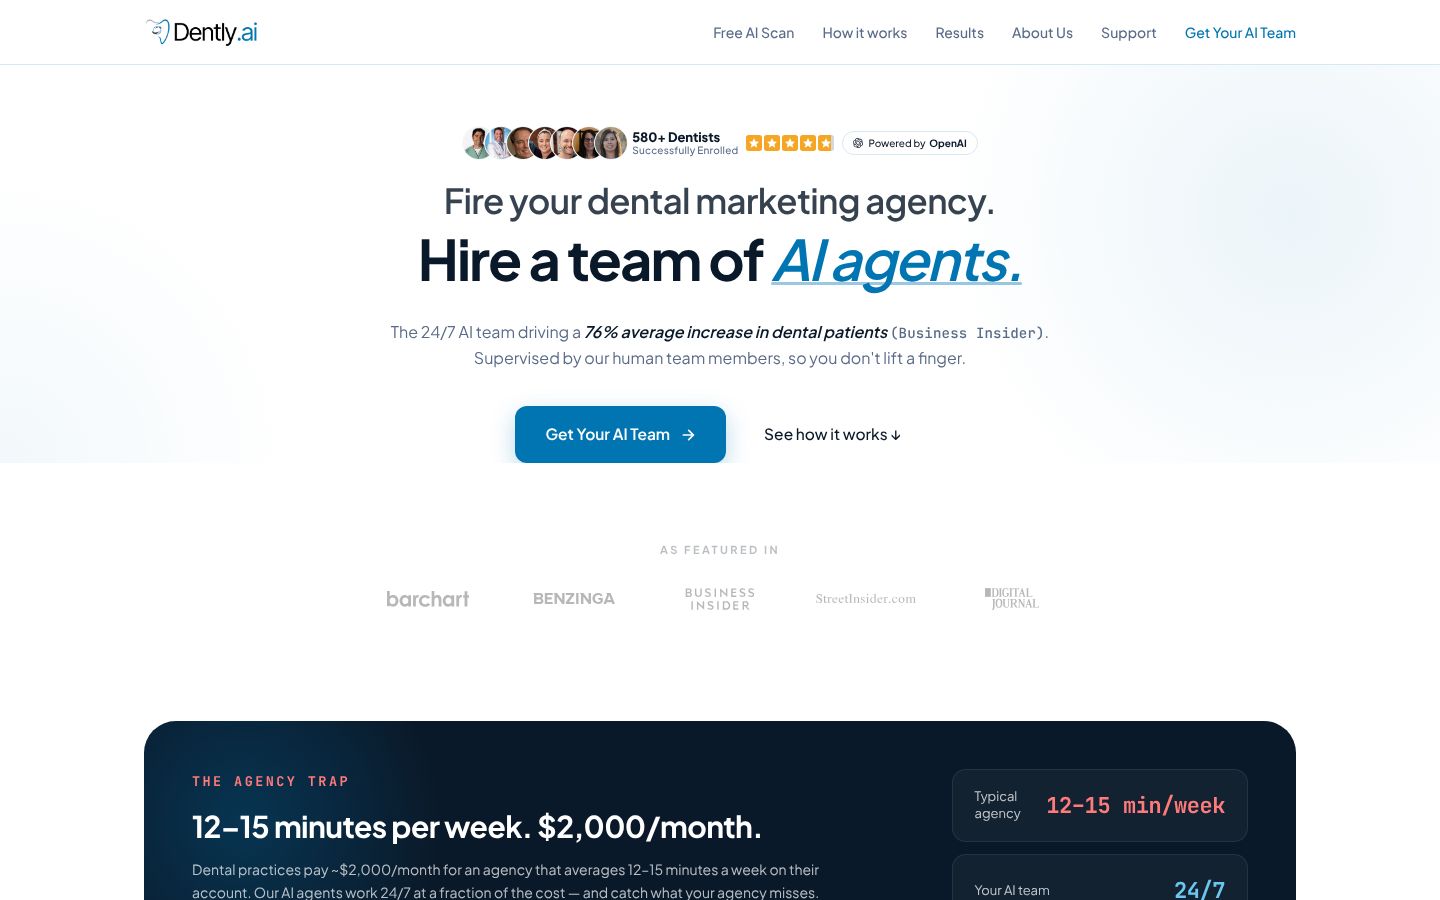 Dently.ai
Free AI Scan
How it works
Results
About Us
Support
Get Your AI Team
580+ Dentists
Successfully Enrolled
Powered by OpenAI
Fire your dental marketing agency.
Hire a team of AI agents.
The 24/7 AI team driving a 76% average increase in dental patients (Business Insider).
Supervised by our human team members, so you don't lift a finger.
Get Your AI Team →
See how it works ↓
AS FEATURED IN
barchart
BENZINGA
BUSINESS
INSIDER
StreetInsider.com
DIGITAL
JOURNAL
THE AGENCY TRAP
12–15 minutes per week. $2,000/month.
Dental practices pay ~$2,000/month for an agency that averages 12–15 minutes a week on their
account. Our AI agents work 24/7 at a fraction of the cost — and catch what your agency misses.
Typical
agency
12–15 min/week
Your AI team
24/7